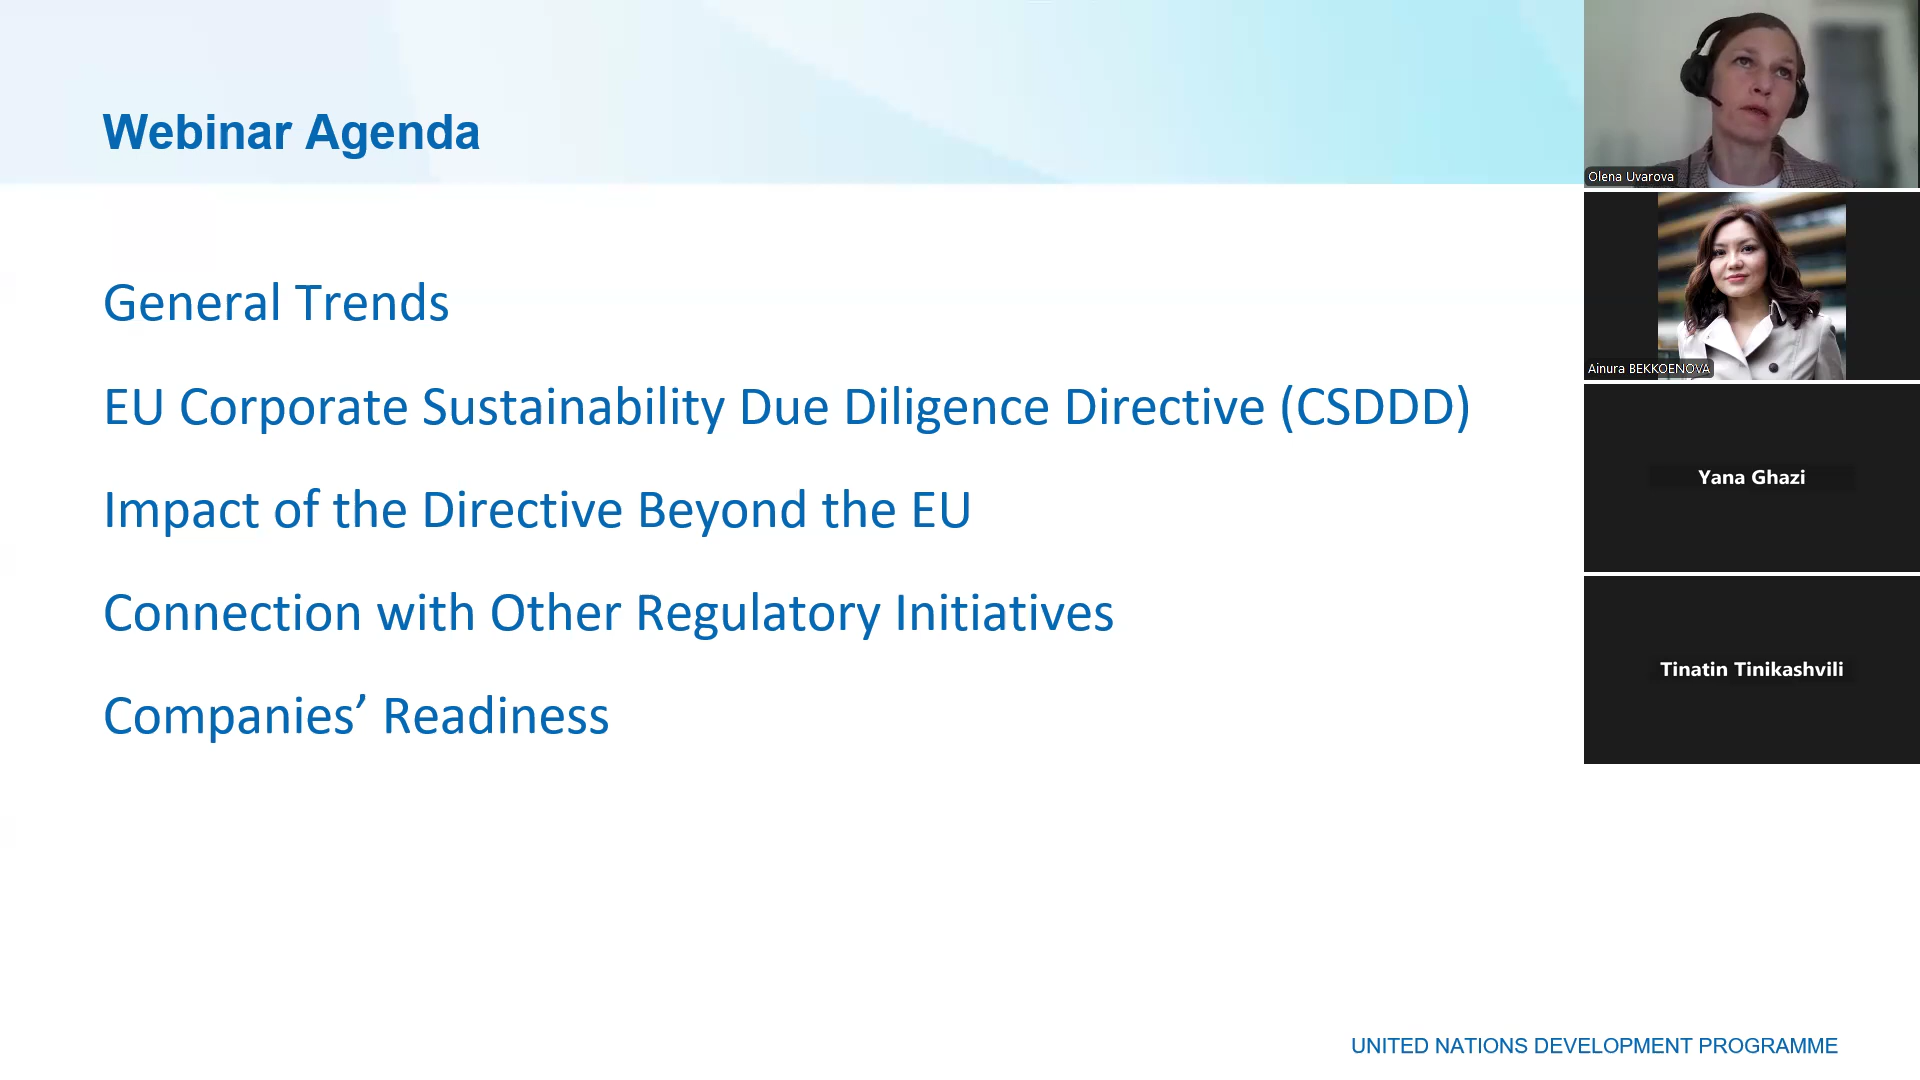 Webinar Agenda
General Trends
EU Corporate Sustainability Due Diligence Directive (CSDDD)
Impact of the Directive Beyond the EU
Connection with Other Regulatory Initiatives
Companies’ Readiness
UNITED NATIONS DEVELOPMENT PROGRAMME
Olena Uvarova
Ainura BEKKOENOVA
Yana Ghazi
Tinatin Tinikashvili